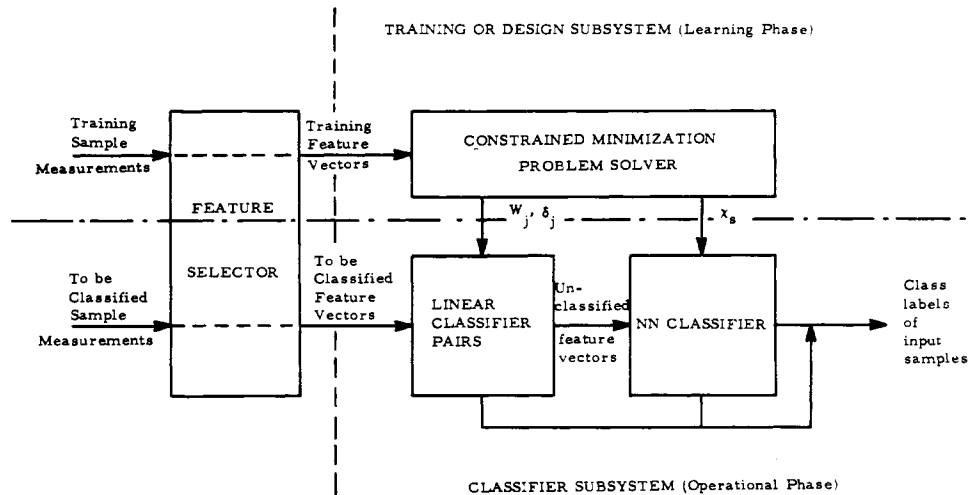 TRAINING OR DESIGN SUBSYSTEM (Learning Phase)
Training
Sample
Measurements
Training
Feature
Vectors
CONSTRAINED MINIMIZATION
PROBLEM SOLVER
FEATURE
SELECTOR
W_j, δ_j
χ_s
To be
Classified
Sample
Measurements
To be
Classified
Feature
Vectors
LINEAR
CLASSIFIER
PAIRS
Un-
classified
feature
vectors
NN CLASSIFIER
Class
labels
of
input
samples
CLASSIFIER SUBSYSTEM (Operational Phase)